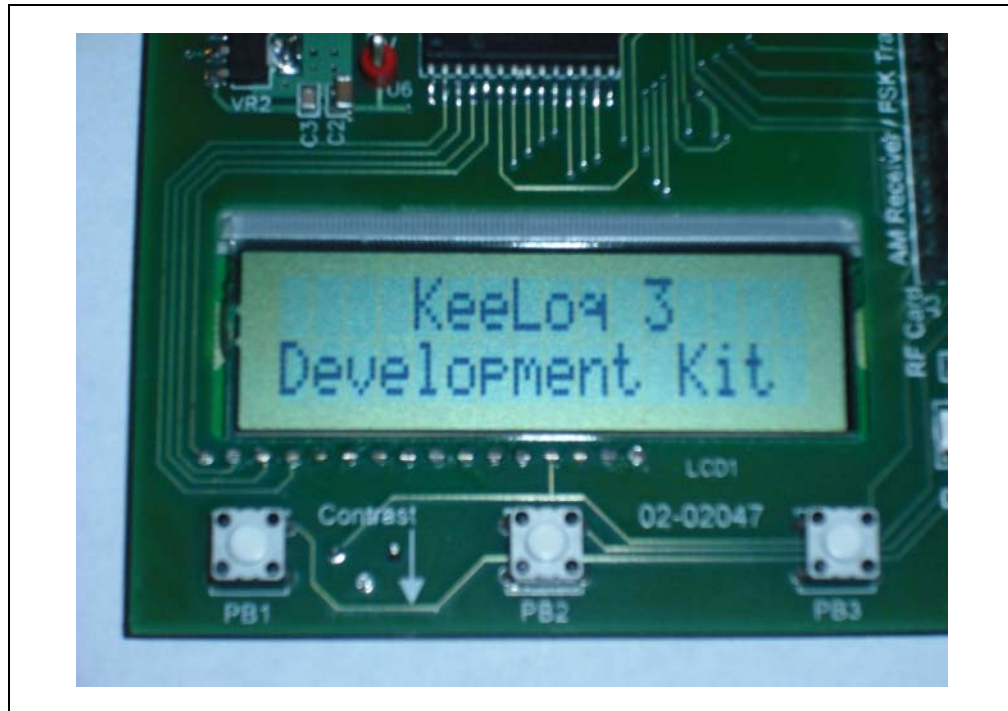 VR2
C3
C2
U6
AM Receiver / FSK Tra
RF Card
J3
KeeLoq 3
Development Kit
LCD1
Contrast
02-02047
PB1
PB2
PB3